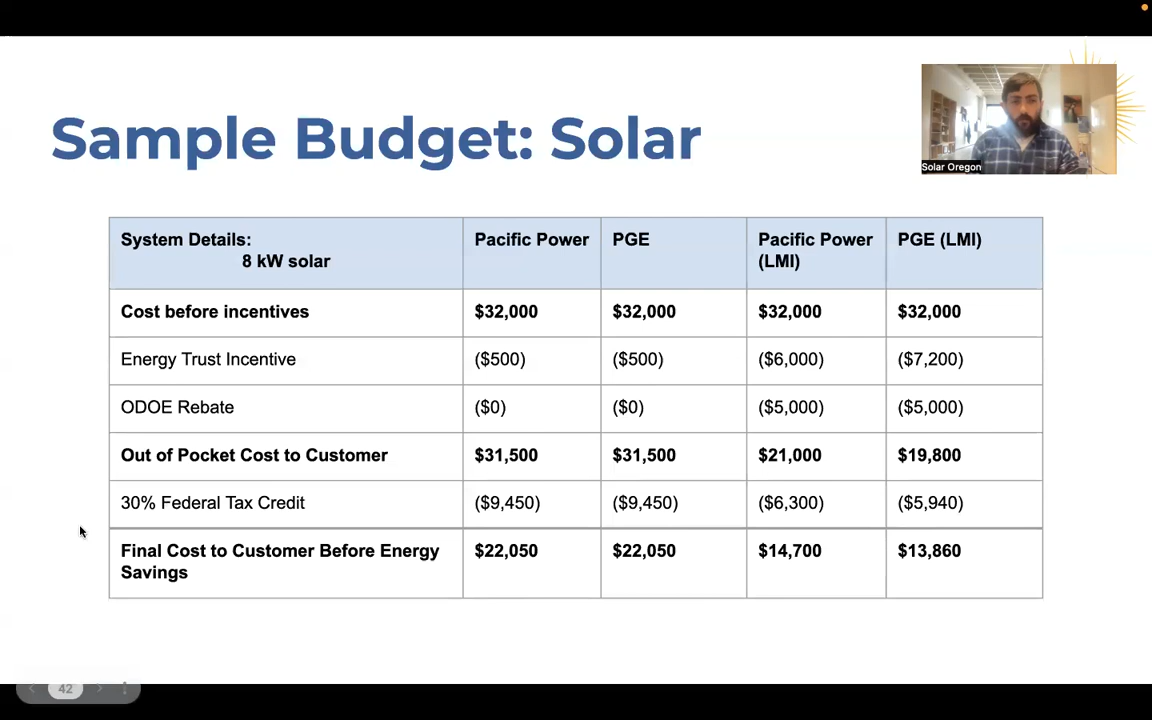 Sample Budget: Solar
Solar Oregon
System Details:
8 kW solar
Pacific Power
PGE
Pacific Power
(LMI)
PGE (LMI)
Cost before incentives $32,000 $32,000 $32,000 $32,000
Energy Trust Incentive ($500) ($500) ($6,000) ($7,200)
ODOE Rebate ($0) ($0) ($5,000) ($5,000)
Out of Pocket Cost to Customer $31,500 $31,500 $21,000 $19,800
30% Federal Tax Credit ($9,450) ($9,450) ($6,300) ($5,940)
Final Cost to Customer Before Energy
Savings
$22,050 $22,050 $14,700 $13,860
42